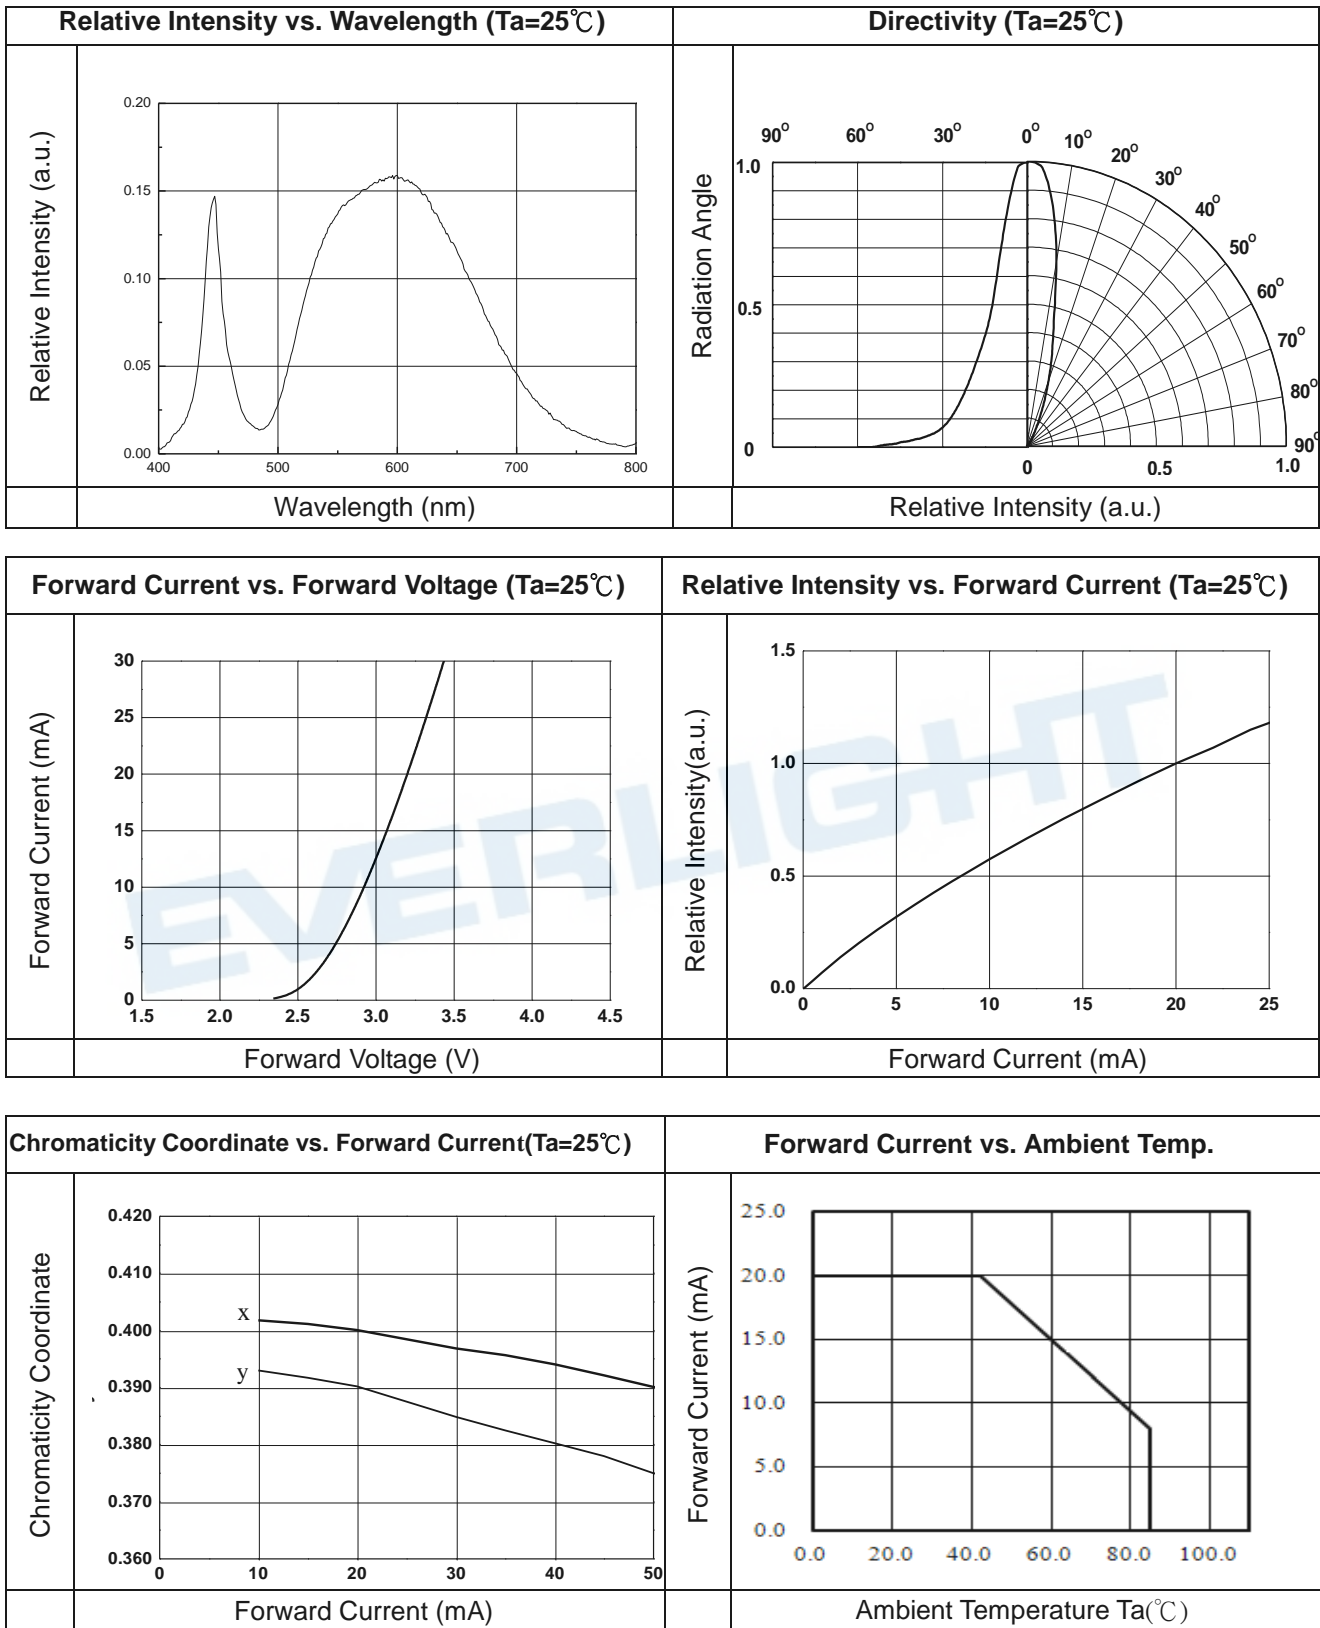 Relative Intensity vs. Wavelength (Ta=25℃)
Relative Intensity (a.u.)
0.20
0.15
0.10
0.05
0.00
400 500 600 700 800
Wavelength (nm)
Directivity (Ta=25℃)
Radiation Angle
90° 60° 30° 0° 10° 20° 30° 40° 50° 60° 70° 80° 90°
1.0
0.5
0
0 0.5 1.0
Relative Intensity (a.u.)
Forward Current vs. Forward Voltage (Ta=25℃)
Forward Current (mA)
30
25
20
15
10
5
0
1.5 2.0 2.5 3.0 3.5 4.0 4.5
Forward Voltage (V)
Relative Intensity vs. Forward Current (Ta=25℃)
Relative Intensity(a.u.)
1.5
1.0
0.5
0.0
0 5 10 15 20 25
Forward Current (mA)
EVERLIGHT
Chromaticity Coordinate vs. Forward Current(Ta=25℃)
Chromaticity Coordinate
0.420
0.410
0.400
0.390
0.380
0.370
0.360
x
y
0 10 20 30 40 50
Forward Current (mA)
Forward Current vs. Ambient Temp.
Forward Current (mA)
25.0
20.0
15.0
10.0
5.0
0.0
0.0 20.0 40.0 60.0 80.0 100.0
Ambient Temperature Ta(℃)